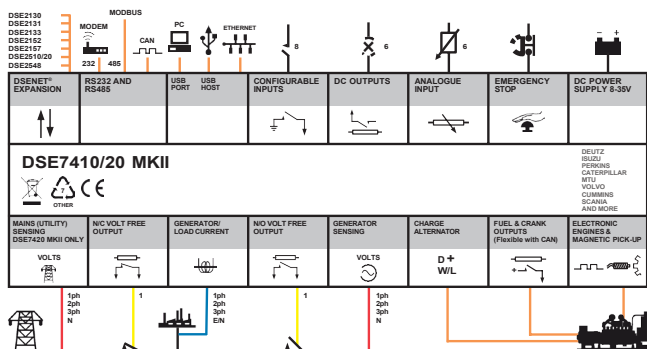 DSE2130
DSE2131
DSE2133
DSE2152
DSE2157
DSE2510/20
DSE2548
MODEM
MODBUS
232
485
CAN
PC
ETHERNET
8
6
6
- +
DSENET®
EXPANSION
RS232 AND
RS485
USB
PORT
USB
HOST
CONFIGURABLE
INPUTS
DC OUTPUTS
ANALOGUE
INPUT
EMERGENCY
STOP
DC POWER
SUPPLY 8-35V
DSE7410/20 MKII
7
OTHER
CE
DEUTZ
ISUZU
PERKINS
CATERPILLAR
MTU
VOLVO
CUMMINS
SCANIA
AND MORE
MAINS (UTILITY)
SENSING
DSE7420 MKII ONLY
N/C VOLT FREE
OUTPUT
GENERATOR/
LOAD CURRENT
N/O VOLT FREE
OUTPUT
GENERATOR
SENSING
CHARGE
ALTERNATOR
FUEL & CRANK
OUTPUTS
(Flexible with CAN)
ELECTRONIC
ENGINES &
MAGNETIC PICK-UP
VOLTS
VOLTS
D+
W/L
+
1ph
2ph
3ph
N
1
1ph
2ph
3ph
E/N
1
1ph
2ph
3ph
N